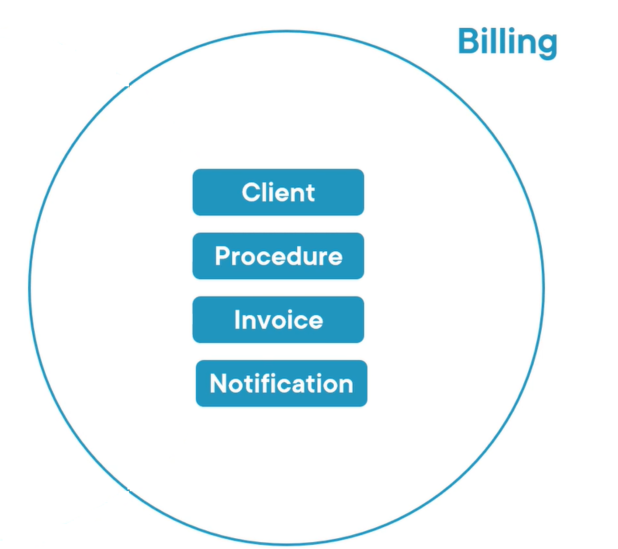 Billing
Client
Procedure
Invoice
Notification